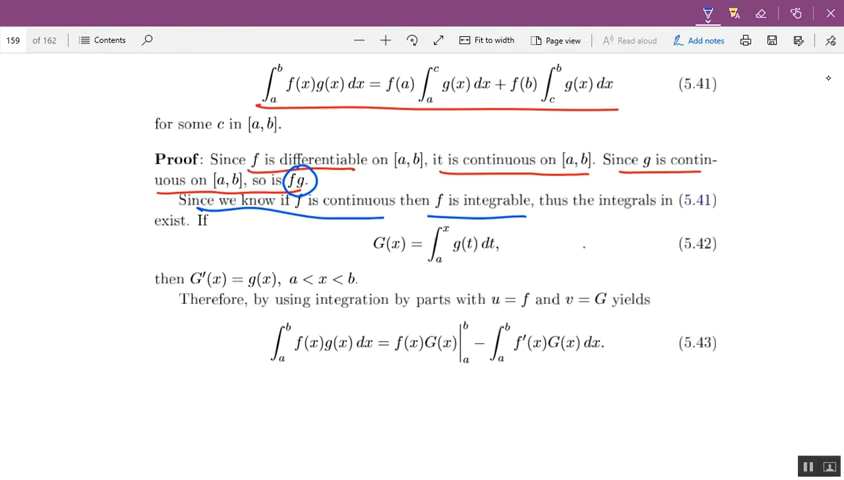 159 of 162 Contents Fit to width Page view A Read aloud Add notes
∫_a^b f(x)g(x) dx = f(a) ∫_a^c g(x) dx + f(b) ∫_c^b g(x) dx (5.41)
for some c in [a, b].
Proof: Since f is differentiable on [a, b], it is continuous on [a, b]. Since g is contin-
uous on [a, b], so is fg.
Since we know if f is continuous then f is integrable, thus the integrals in (5.41)
exist. If
G(x) = ∫_a^x g(t) dt, (5.42)
then G′(x) = g(x), a < x < b.
Therefore, by using integration by parts with u = f and v = G yields
∫_a^b f(x)g(x) dx = f(x)G(x)|_a^b − ∫_a^b f′(x)G(x) dx. (5.43)